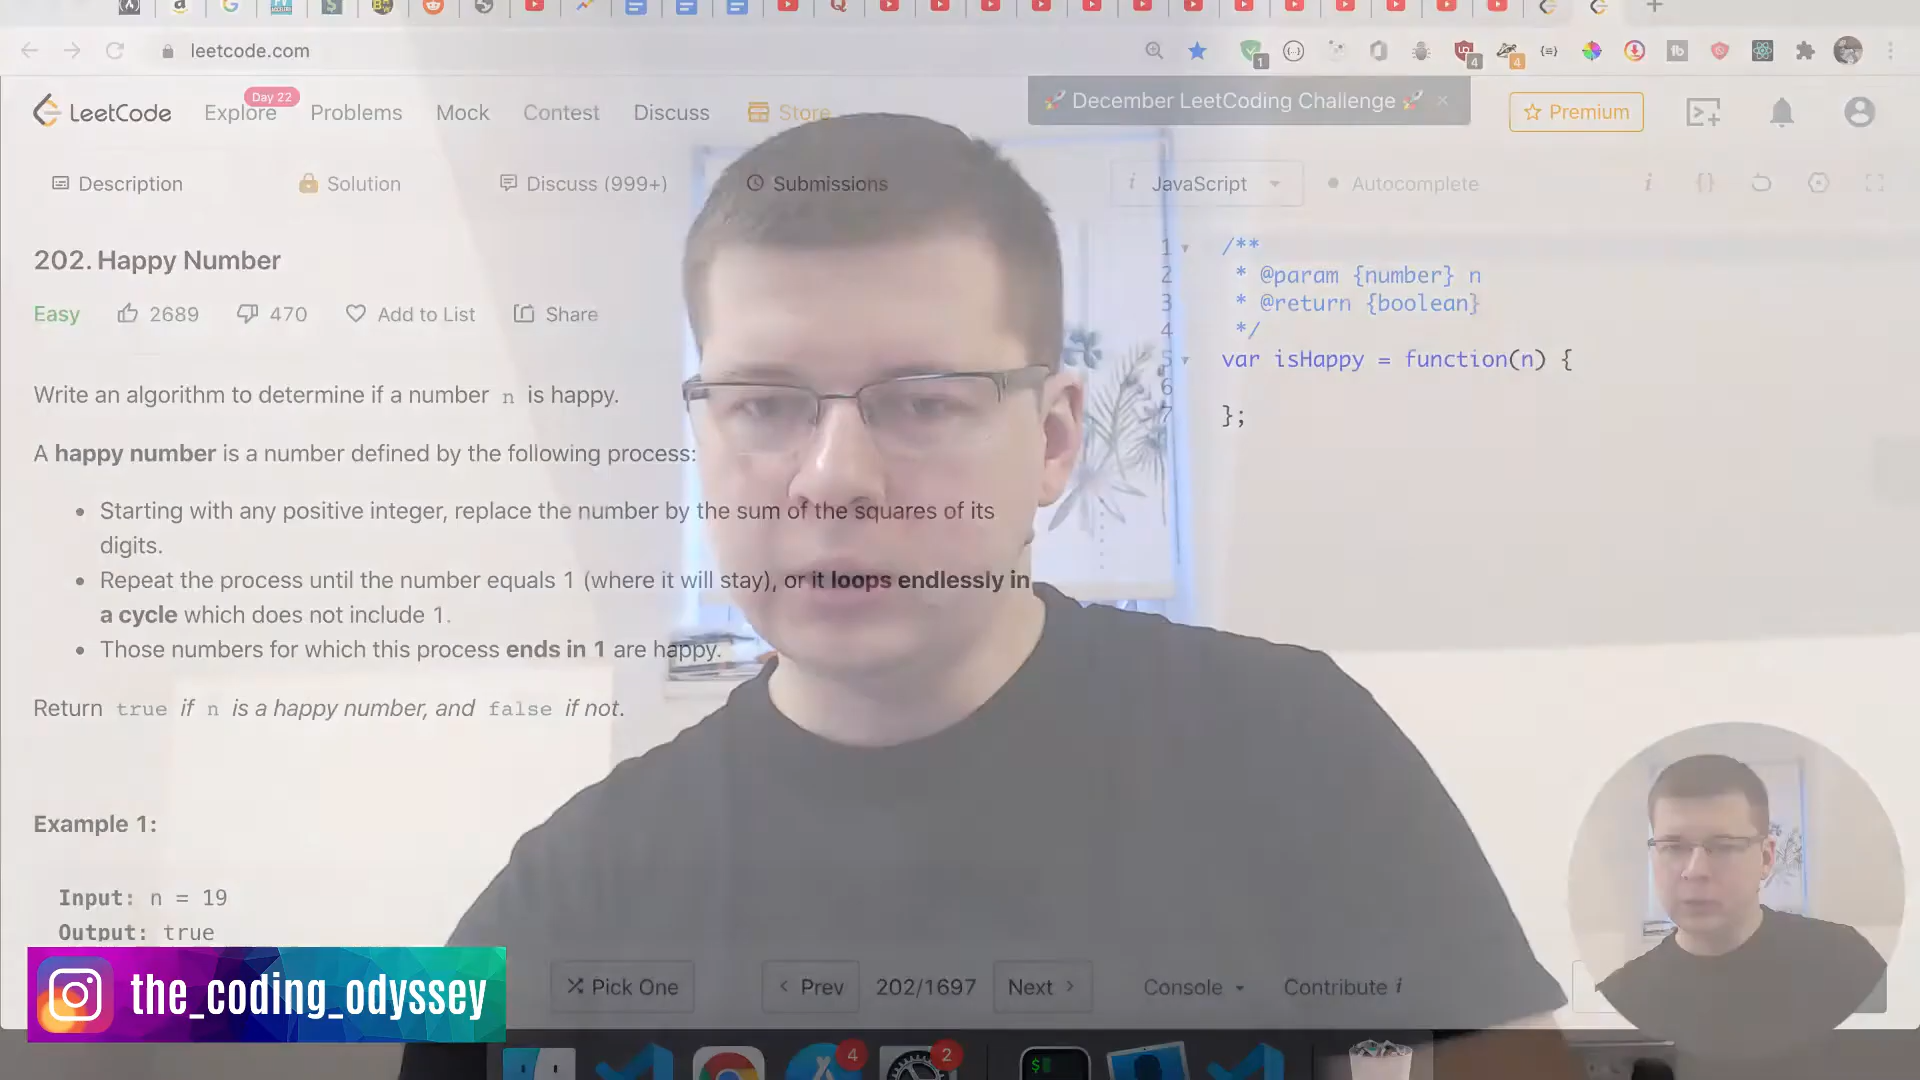 leetcode.com
1
4
4
LeetCode
Explore
Day 22
Problems
Mock
Contest
Discuss
Store
🚀 December LeetCoding Challenge 🚀 ×
Premium
Description
Solution
Discuss (999+)
Submissions
i JavaScript
Autocomplete
i {}
202. Happy Number
Easy
2689
470
Add to List
Share
Write an algorithm to determine if a number n is happy.
A happy number is a number defined by the following process:
• Starting with any positive integer, replace the number by the sum of the squares of its
digits.
• Repeat the process until the number equals 1 (where it will stay), or it loops endlessly in
a cycle which does not include 1.
• Those numbers for which this process ends in 1 are happy.
Return true if n is a happy number, and false if not.
Example 1:
Input: n = 19
Output: true
1 /**
2 * @param {number} n
3 * @return {boolean}
4 */
5 var isHappy = function(n) {
6
7 };
the_coding_odyssey
Pick One
Prev
202/1697
Next
Console
Contribute i
4
2
$